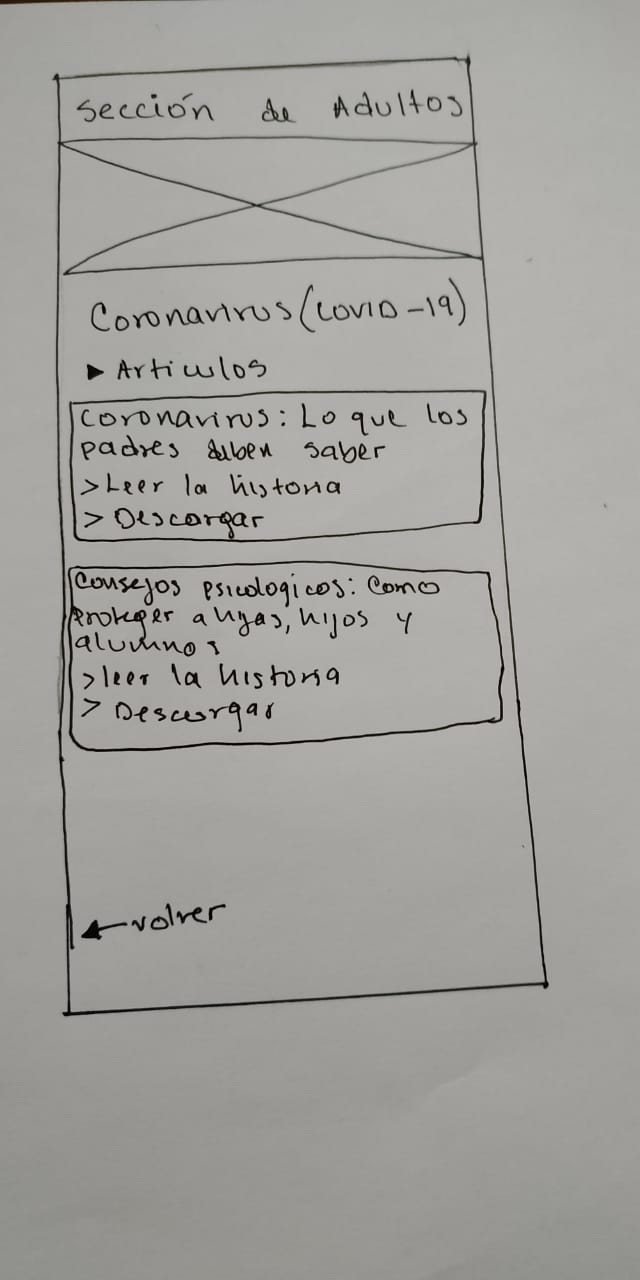 Sección de Adultos
Coronavirus (COVID-19)
▶ Articulos
Coronavirus: Lo que los
padres deben saber
> Leer la historia
> Descargar
Consejos psicologicos: Como
proteger a hijas, hijos y
alumnos
> leer la historia
> Descargar
← volver